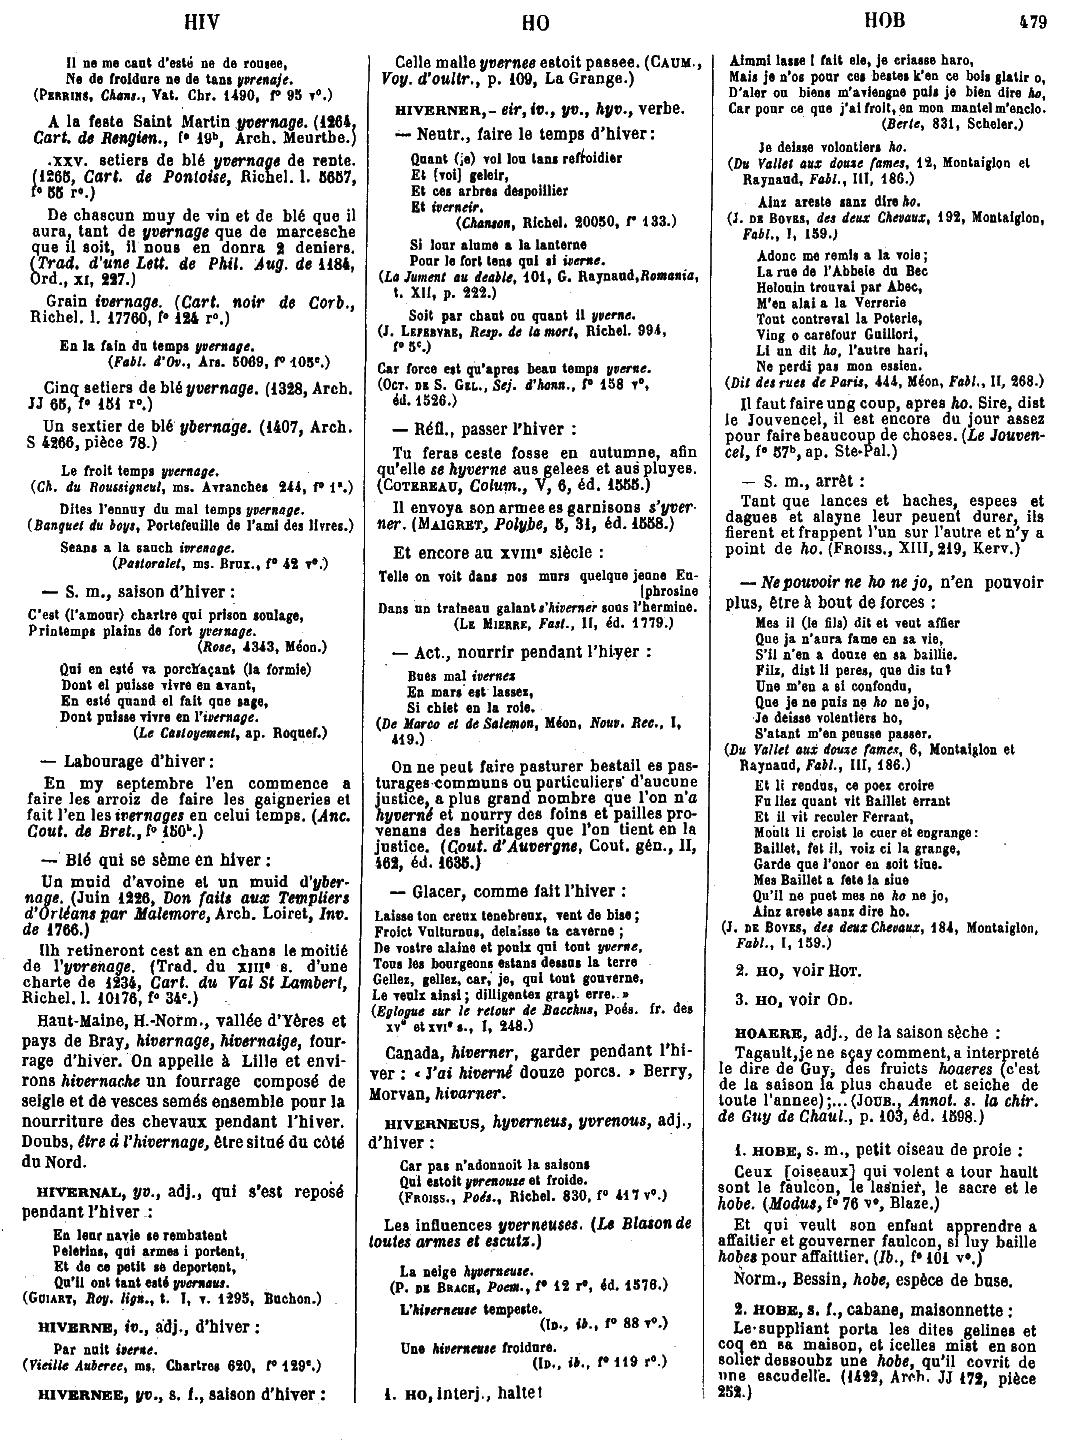 HIV
HO
HOB
479
Il ne me caut d'esté ne de rousee,
Ne de froidure ne de tans yvrenaje.
(PERRINS, Chans., Vat. Chr. 1490, f° 95 v°.)
A la feste Saint Martin yvernage. (1264,
Cart. de Rengien., f° 19ᵇ, Arch. Meurthe.)
.XXV. setiers de blé yvernage de rente.
(1265, Cart. de Pontoise, Richel. l. 5657,
f° 55 r°.)
De chascun muy de vin et de blé que il
aura, tant de yvernage que de marcesche
que il soit, il nous en donra 2 deniers.
(Trad. d'une Lett. de Phil. Aug. de 1184,
Ord., XI, 227.)
Grain ivernage. (Cart. noir de Corb.,
Richel. l. 17760, f° 124 r°.)
En la fain du temps yvernage.
(Fabl. d'Ov., Ars. 5069, f° 105ᶜ.)
Cinq setiers de blé yvernage. (1328, Arch.
JJ 65, f° 151 r°.)
Un sextier de blé ybernage. (1407, Arch.
S 4266, pièce 78.)
Le froit temps yvernage.
(Ch. du Roussigneul, ms. Avranches 244, f° 1ᵃ.)
Dites l'ennuy du mal temps yvernage.
(Banquet du boys, Portefeuille de l'ami des livres.)
Seans a la sauch ivrenage.
(Pastoralet, ms. Brux., f° 42 v°.)
— S. m., saison d'hiver :
C'est (l'amour) chartre qui prison soulage,
Printemps plains de fort yvernage.
(Rose, 4343, Méon.)
Qui en esté va porchaçant (la formie)
Dont el puisse vivre en avant,
En esté quand el fait que sage,
Dont puisse vivre en l'ivernage.
(Le Castoyement, ap. Roquef.)
— Labourage d'hiver :
En my septembre l'en commence a
faire les arroiz de faire les gaigneries et
fait l'en les ivernages en celui temps. (Anc.
Cout. de Bret., f° 150ᵇ.)
— Blé qui se sème en hiver :
Un muid d'avoine et un muid d'yber-
nage. (Juin 1226, Don faits aux Templiers
d'Orléans par Malemore, Arch. Loiret, Inv.
de 1766.)
Ilh retineront cest an en chans le moitié
de l'yvrenage. (Trad. du XIIIᵉ s. d'une
charte de 1234, Cart. du Val St Lambert,
Richel. l. 10176, f° 34ᶜ.)
Haut-Maine, H.-Norm., vallée d'Yères et
pays de Bray, hivernage, hivernaige, four-
rage d'hiver. On appelle à Lille et envi-
rons hivernache un fourrage composé de
seigle et de vesces semés ensemble pour la
nourriture des chevaux pendant l'hiver.
Doubs, être à l'hivernage, être situé du côté
du Nord.
HIVERNAL, yv., adj., qui s'est reposé
pendant l'hiver :
En leur navie se rembatent
Pelerins, qui armes i portent,
Et de ce petit se deportent,
Qu'il ont tant esté yvernaus.
(GUIART, Roy. lign., t. I, v. 1295, Buchon.)
HIVERNE, iv., adj., d'hiver :
Par nuit iverne.
(Vieille Auberee, ms. Chartres 620, f° 129ᶜ.)
HIVERNEE, yv., s. f., saison d'hiver :
Celle malle yvernee estoit passee. (CAUM.,
Voy. d'oultr., p. 109, La Grange.)
HIVERNER, - eir, iv., yv., hyv., verbe.
— Neutr., faire le temps d'hiver :
Quant (je) voi lou tans reffroidier
Et [voi] geleir,
Et ces arbres despoillier
Et iverneir.
(Chanson, Richel. 20050, f° 133.)
Si lour alume a la lanterne
Pour le fort tens qui si iverne.
(La Jument au deable, 101, G. Raynaud, Romania,
t. XII, p. 222.)
Soit par chaut ou quant il yverne.
(J. LEFEBVRE, Resp. de la mort, Richel. 994,
f° 5ᶜ.)
Car force est qu'apres beau temps yverne.
(OCT. DE S. GEL., Sej. d'honn., f° 158 v°,
éd. 1526.)
— Réfl., passer l'hiver :
Tu feras ceste fosse en autumne, afin
qu'elle se hyverne aus gelees et aus pluyes.
(COTEREAU, Colum., V, 6, éd. 1555.)
Il envoya son armee es garnisons s'yver-
ner. (MAIGRET, Polybe, 5, 31, éd. 1558.)
Et encore au XVIIIᵉ siècle :
Telle on voit dans nos murs quelque jeune Eu-
[phrosine
Dans un traineau galant s'hiverner sous l'hermine.
(LE MIERRE, Fast., II, éd. 1779.)
— Act., nourrir pendant l'hiver :
Bues mal ivernez
En mars est lassez,
Si chiet en la roie.
(De Marco et de Salemon, Méon, Nouv. Rec., I,
419.)
On ne peut faire pasturer bestail es pas-
turages communs ou particuliers d'aucune
justice, a plus grand nombre que l'on n'a
hyverné et nourry des foins et pailles pro-
venans des heritages que l'on tient en la
justice. (Cout. d'Auvergne, Cout. gén., II,
462, éd. 1635.)
— Glacer, comme fait l'hiver :
Laisse ton creux tenebreux, vent de bise ;
Froict Vulturnus, delaisse ta caverne ;
De vostre alaine et poulx qui tout yverne,
Tous les bourgeons estans dessus la terre
Gellez, gellez, car, je, qui tout gouverne,
Le veulx ainsi ; dilligentez grant erre. »
(Eglogue sur le retour de Bacchus, Poés. fr. des
XVᵉ et XVIᵉ s., I, 248.)
Canada, hiverner, garder pendant l'hi-
ver : « J'ai hiverné douze porcs. » Berry,
Morvan, hivarner.
HIVERNEUS, hyverneus, yvrenous, adj.,
d'hiver :
Car pas n'adonnoit la saisons
Qui estoit yvrenouse et froide.
(FROISS., Poés., Richel. 830, f° 417 v°.)
Les influences yverneuses. (Le Blason de
toutes armes et escutz.)
La neige hyverneuse.
(P. DE BRACH, Poem., f° 12 r°, éd. 1576.)
L'hiverneuse tempeste.
(ID., ib., f° 88 v°.)
Une hiverneuse froidure.
(ID., ib., f° 119 r°.)
1. HO, interj., halte !
Aimmi lasse ! fait ele, je criasse haro,
Mais je n'os pour ces bestes k'en ce bois glatir o,
D'aler ou biens m'aviengne puis je bien dire ho,
Car pour ce que j'ai froit, en mon mantel m'enclo.
(Berte, 831, Scheler.)
Je deisse volontiers ho.
(Du Vallet aux douze fames, 12, Montaiglon et
Raynaud, Fabl., III, 186.)
Ainz areste sanz dire ho.
(J. DE BOVES, des deux Chevaux, 192, Montaiglon,
Fabl., I, 159.)
Adonc me remis a la voie ;
La rue de l'Abbeie du Bec
Helouin trouvai par Abec,
M'en alai a la Verrerie
Tout contreval la Poterie,
Ving o carefour Guillori,
Li un dit ho, l'autre hari,
Ne perdi pas mon essien.
(Dit des rues de Paris, 444, Méon, Fabl., II, 268.)
Il faut faire ung coup, apres ho. Sire, dist
le Jouvencel, il est encore du jour assez
pour faire beaucoup de choses. (Le Jouven-
cel, f° 57ᵇ, ap. Ste-Pal.)
— S. m., arrêt :
Tant que lances et haches, espees et
dagues et alayne leur peuent durer, ils
fierent et frappent l'un sur l'autre et n'y a
point de ho. (FROISS., XIII, 219, Kerv.)
— Ne pouvoir ne ho ne jo, n'en pouvoir
plus, être à bout de forces :
Mes il (le fils) dit et veut affier
Que ja n'aura fame en sa vie,
S'il n'en a douze en sa baillie.
Filz, dist li peres, que dis tu ?
Une m'en a si confondu,
Que je ne puis ne ho ne jo,
Je deisse volentiers ho,
S'atant m'en peusse passer.
(Du Vallet aux douze fames, 6, Montaiglon et
Raynaud, Fabl., III, 186.)
Et li rendus, ce poez croire
Fu liez quant vit Baillet errant
Et il vit reculer Ferrant,
Moult li croist le cuer et engrange :
Baillet, fet il, voiz ci la grange,
Garde que l'onor en soit tiue.
Mes Baillet a fete la siue
Qu'il ne puet mes ne ho ne jo,
Ainz areste sanz dire ho.
(J. DE BOVES, des deux Chevaux, 184, Montaiglon,
Fabl., I, 159.)
2. HO, voir HOT.
3. HO, voir OD.
HOAERE, adj., de la saison sèche :
Tagault, je ne sçay comment, a interpreté
le dire de Guy, des fruicts hoaeres (c'est
de la saison la plus chaude et seiche de
toute l'annee) ;... (JOUB., Annot. s. la chir.
de Guy de Chaul., p. 103, éd. 1598.)
1. HOBE, s. m., petit oiseau de proie :
Ceux [oiseaux] qui volent a tour hault
sont le faulcon, le lasnier, le sacre et le
hobe. (Modus, f° 76 v°, Blaze.)
Et qui veult son enfant apprendre a
affaitier et gouverner faulcon, si luy baille
hobes pour affaittier. (Ib., f° 101 v°.)
Norm., Bessin, hobe, espèce de buse.
2. HOBE, s. f., cabane, maisonnette :
Le suppliant porta les dites gelines et
coq en sa maison, et icelles mist en son
solier dessoubz une hobe, qu'il covrit de
une escudelle. (1422, Arch. JJ 172, pièce
252.)